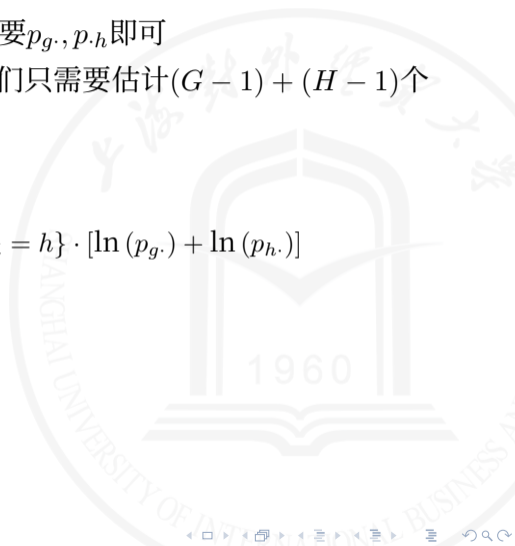 要p_{g·}, p_{·h}即可
们只需要估计(G − 1) + (H − 1)个
= h} · [ln (p_{g·}) + ln (p_{h·})]
1960